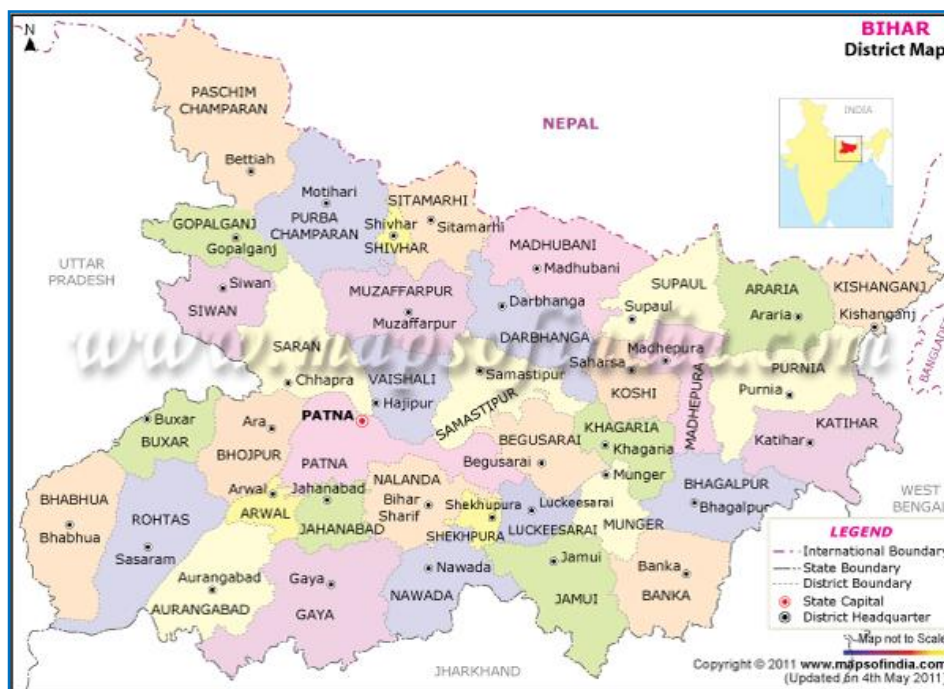 BIHAR
District Map
N
NEPAL
INDIA
PASCHIM
CHAMPARAN
Bettiah
Motihari
PURBA
CHAMPARAN
SITAMARHI
Sitamarhi
Shivhar
SHIVHAR
GOPALGANJ
Gopalganj
UTTAR
PRADESH
Siwan
SIWAN
MUZAFFARPUR
Muzaffarpur
MADHUBANI
Madhubani
SUPAUL
Supaul
ARARIA
Araria
KISHANGANJ
Kishanganj
Darbhanga
DARBHANGA
www.mapsofindia.com
BANGLAD
SARAN
Chhapra
VAISHALI
Hajipur
Samastipur
SAMASTIPUR
Saharsa
KOSHI
Madhepura
MADHEPURA
PURNIA
Purnia
KATIHAR
Katihar
Buxar
BUXAR
Ara
BHOJPUR
PATNA
PATNA
BEGUSARAI
Begusarai
KHAGARIA
Khagaria
Munger
MUNGER
BHAGALPUR
Bhagalpur
WEST
BENGAL
BHABHUA
Bhabhua
ROHTAS
Sasaram
Arwal
ARWAL
Jahanabad
JAHANABAD
NALANDA
Bihar
Sharif
Shekhupura
SHEKHPURA
Luckeesarai
LUCKEESARAI
Aurangabad
AURANGABAD
Gaya
GAYA
Nawada
NAWADA
Jamui
JAMUI
Banka
BANKA
JHARKHAND
LEGEND
International Boundary
State Boundary
District Boundary
State Capital
District Headquarter
Map not to Scale
Copyright © 2011 www.mapsofindia.com
(Updated on 4th May 2011)